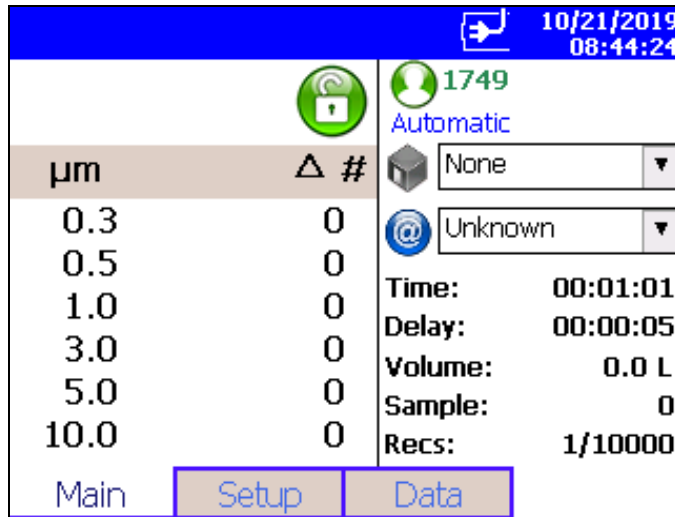 10/21/2019
08:44:24
1749
Automatic
µm △ #
None
Unknown
0.3 0
0.5 0
1.0 0
3.0 0
5.0 0
10.0 0
Time: 00:01:01
Delay: 00:00:05
Volume: 0.0 L
Sample: 0
Recs: 1/10000
Main Setup Data